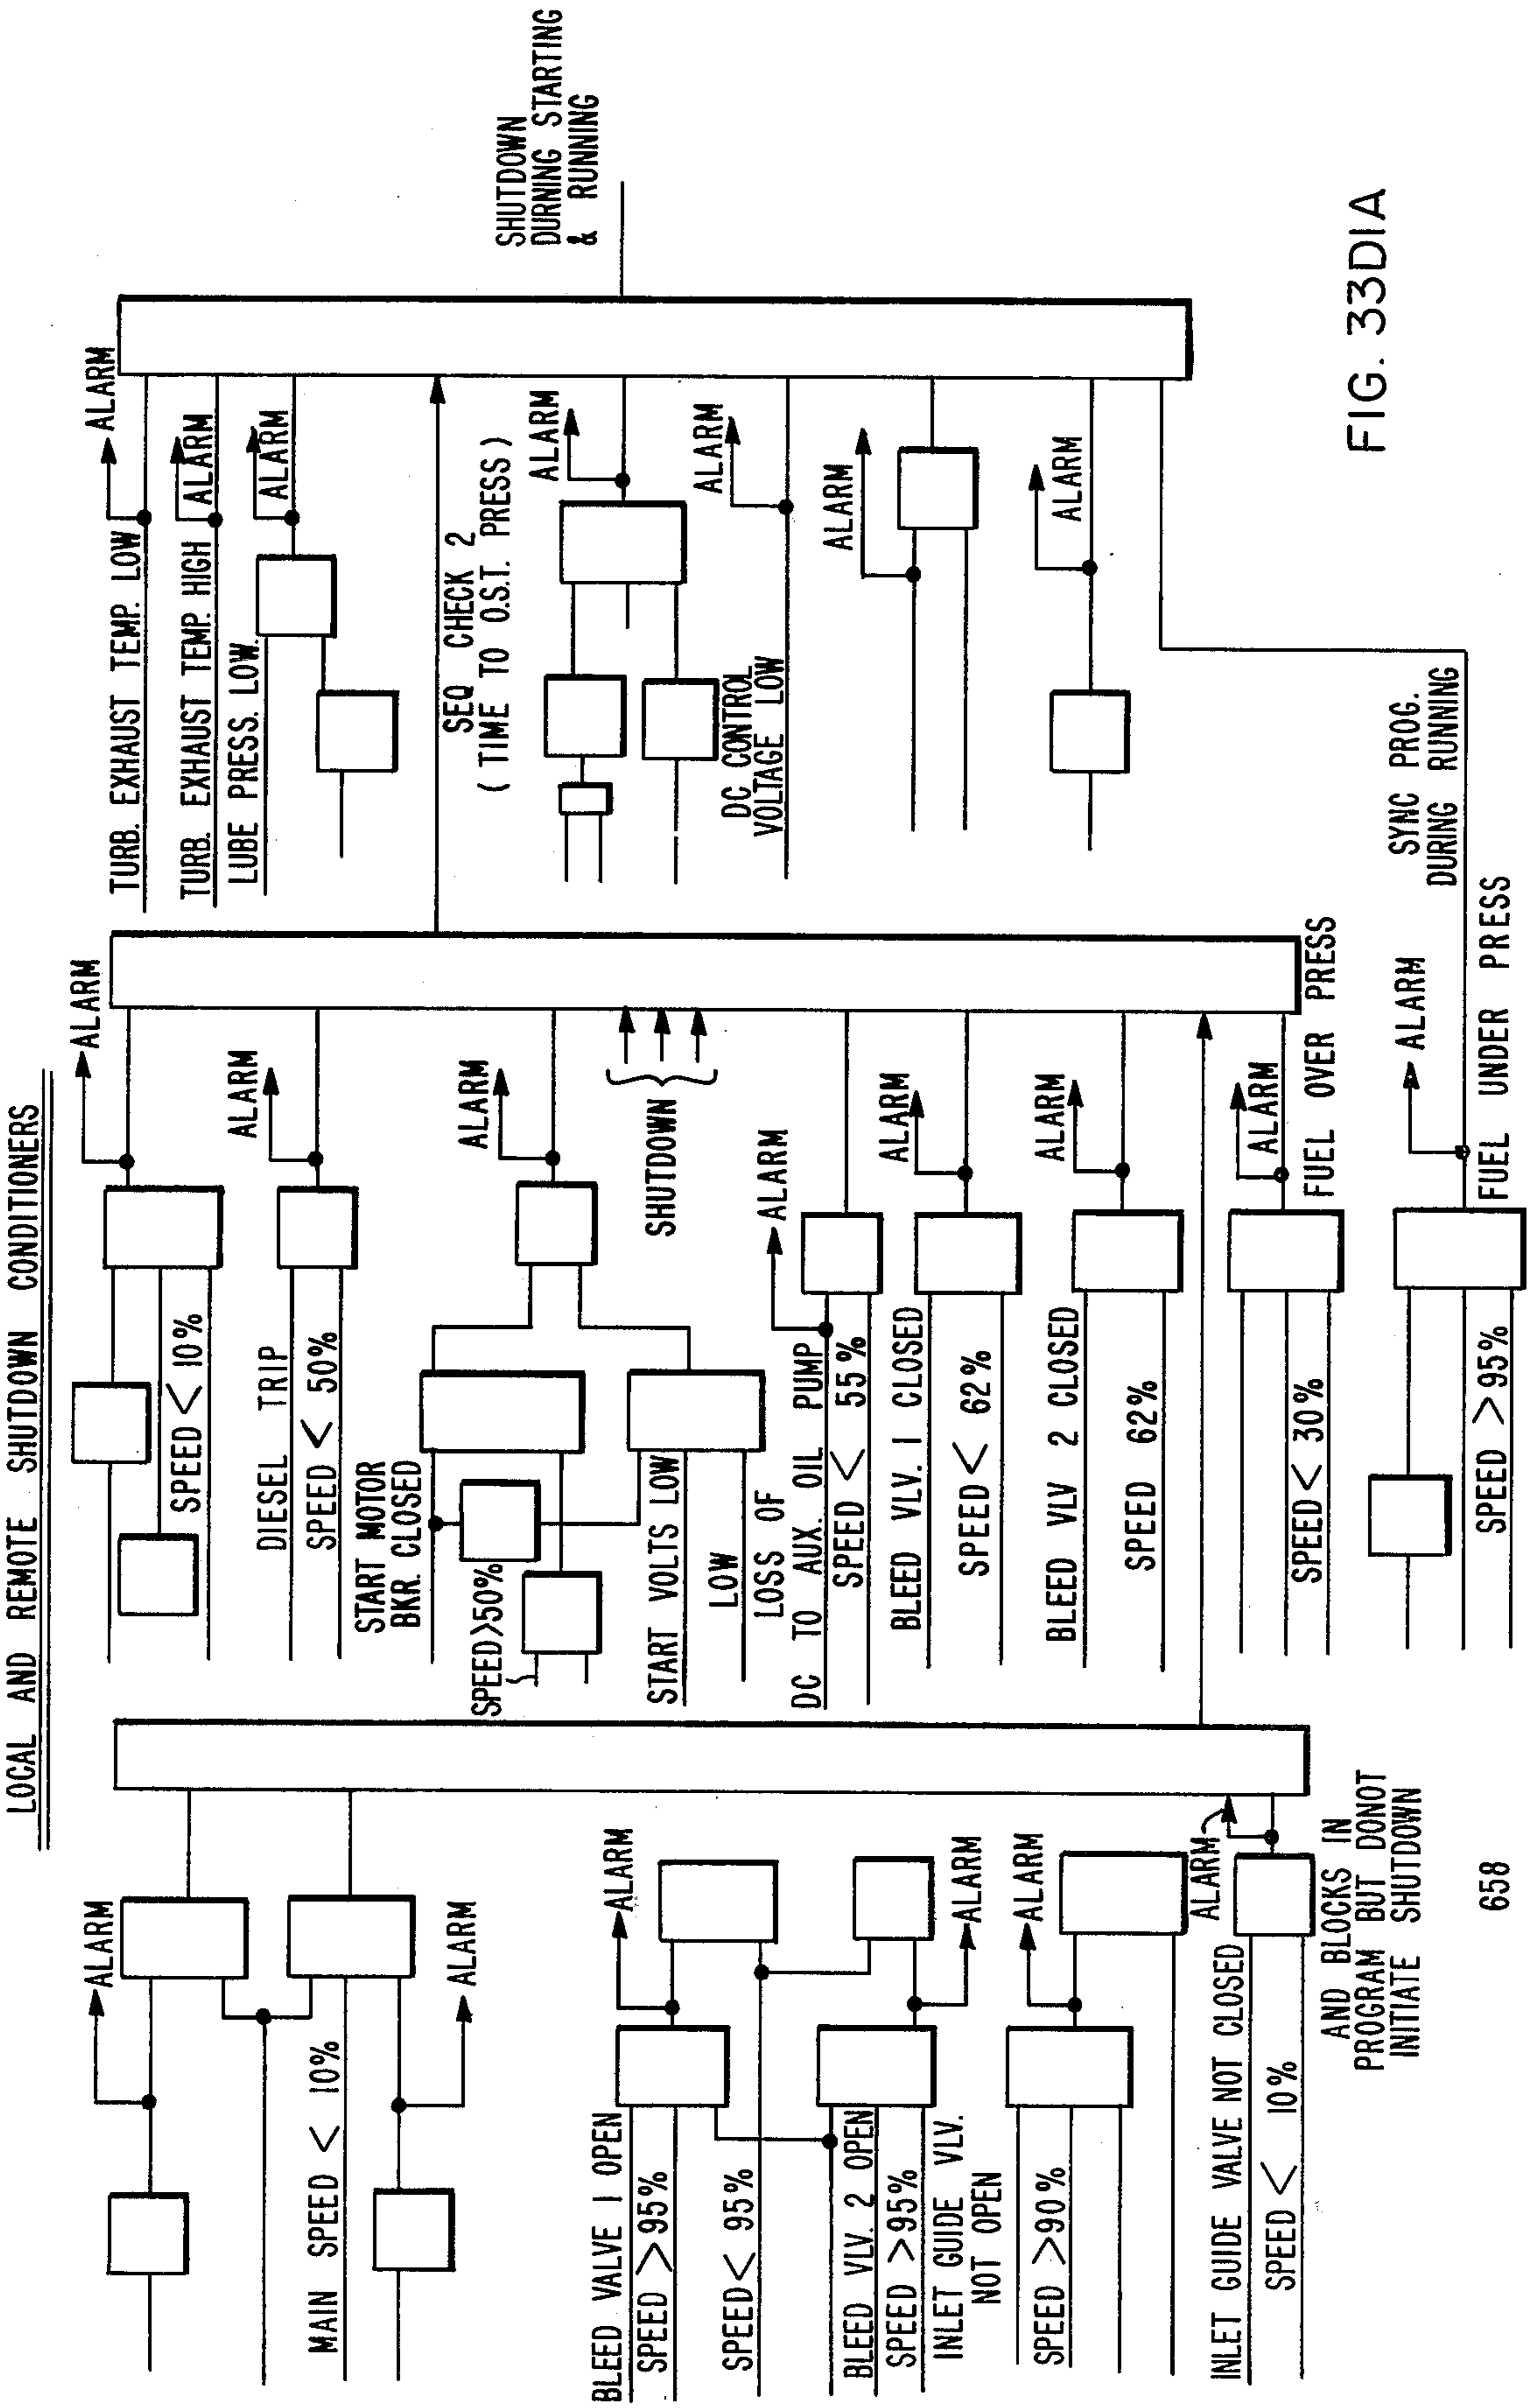 LOCAL AND REMOTE SHUTDOWN CONDITIONERS
ALARM
MAIN SPEED < 10%
ALARM
BLEED VALVE 1 OPEN
SPEED >95%
ALARM
SPEED< 95%
BLEED VLV. 2 OPEN
SPEED >95%
ALARM
INLET GUIDE VLV.
NOT OPEN
ALARM
SPEED >90%
INLET GUIDE VALVE NOT CLOSED
SPEED < 10%
ALARM
AND BLOCKS IN
PROGRAM BUT DONOT
INITIATE SHUTDOWN
658
ALARM
SPEED < 10%
DIESEL TRIP
SPEED < 50%
ALARM
START MOTOR
BKR. CLOSED
SPEED>50%
ALARM
START VOLTS LOW
LOW
SHUTDOWN
LOSS OF
DC TO AUX. OIL PUMP
SPEED < 55%
ALARM
BLEED VLV. 1 CLOSED
SPEED < 62%
ALARM
BLEED VLV 2 CLOSED
SPEED 62%
ALARM
SPEED< 30%
ALARM
FUEL OVER PRESS
SPEED >95%
ALARM
FUEL UNDER PRESS
TURB. EXHAUST TEMP. LOW
ALARM
TURB. EXHAUST TEMP. HIGH
ALARM
LUBE PRESS. LOW.
ALARM
SEQ CHECK 2
( TIME TO O.S.T. PRESS )
ALARM
DC CONTROL
VOLTAGE LOW
ALARM
ALARM
ALARM
SYNC PROG.
DURING RUNNING
SHUTDOWN
DURNING STARTING
& RUNNING
FIG. 33D1A